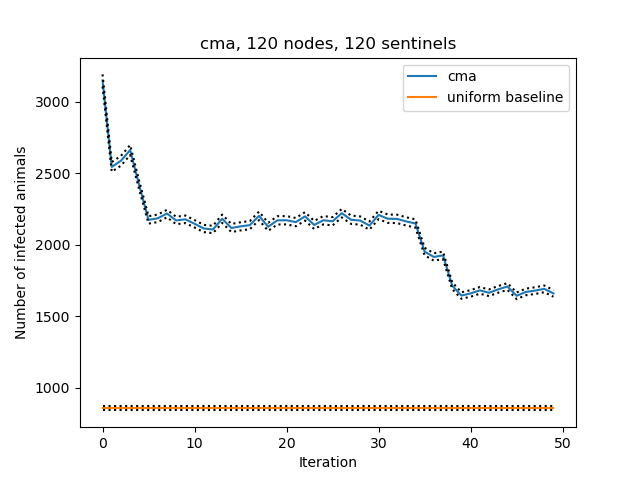 cma, 120 nodes, 120 sentinels
cma
uniform baseline
Number of infected animals
3000
2500
2000
1500
1000
0 10 20 30 40 50
Iteration